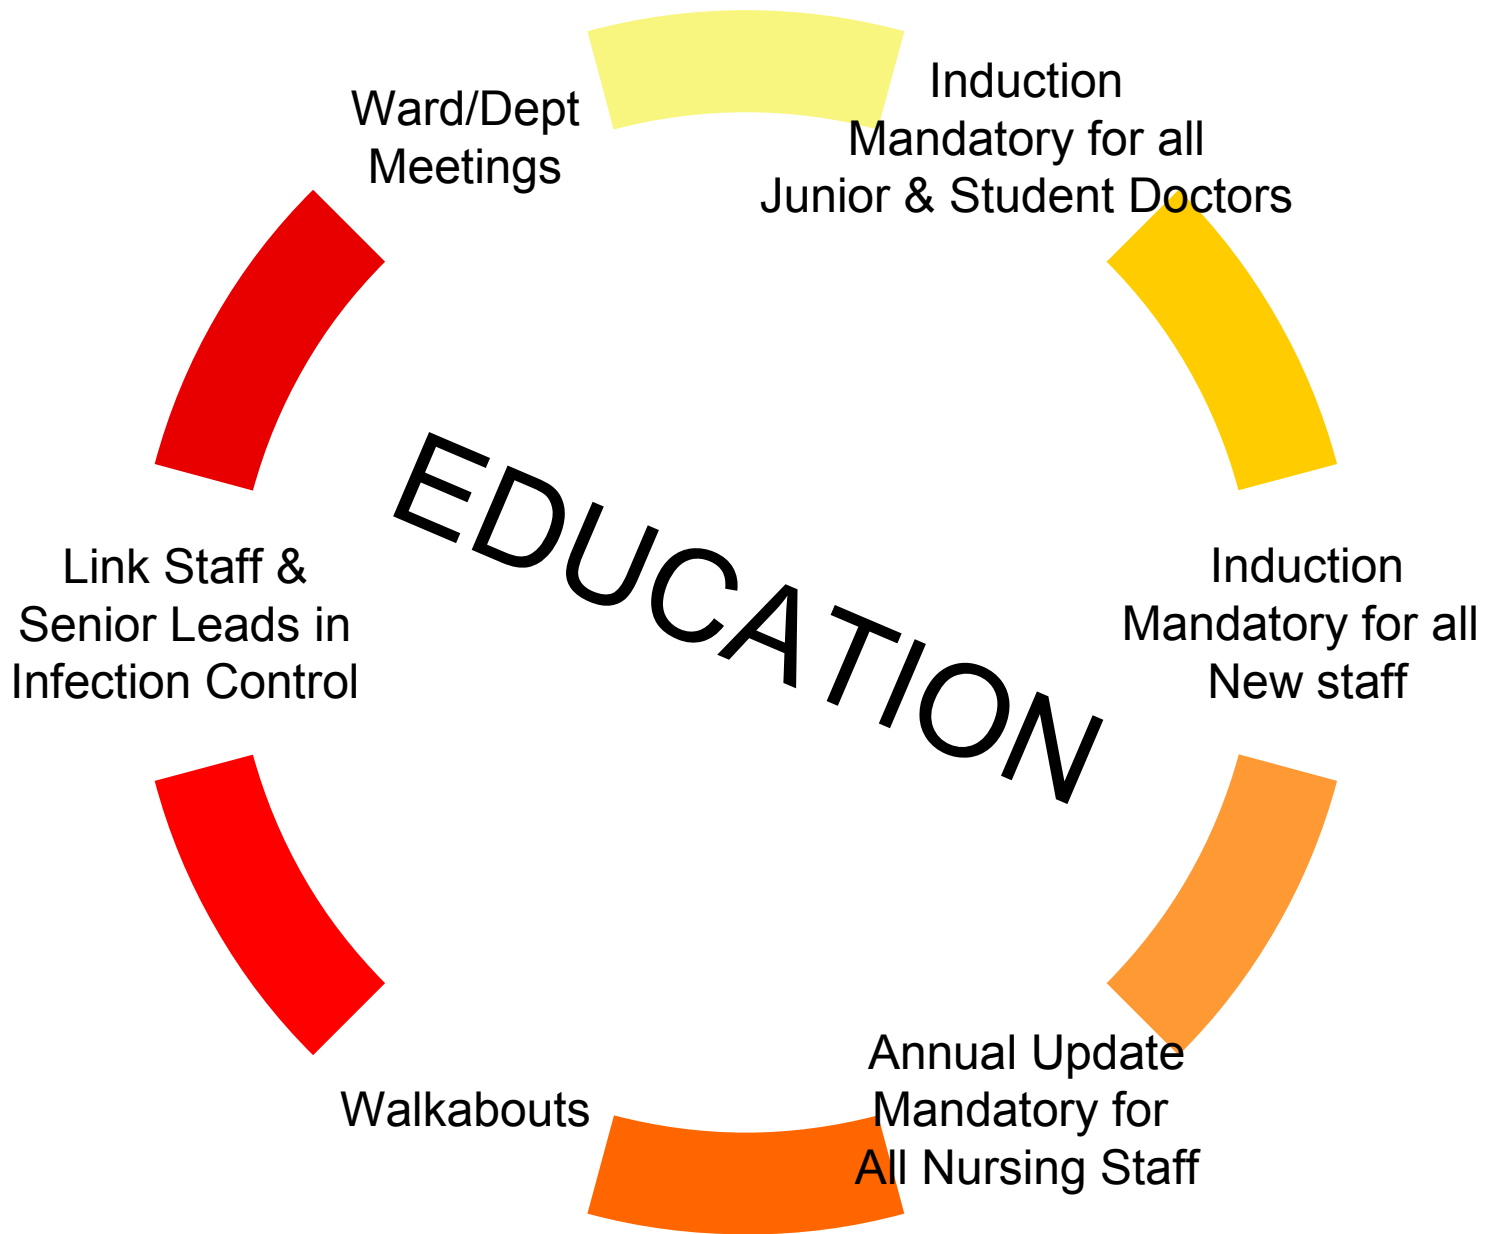 Ward/Dept
Meetings
Induction
Mandatory for all
Junior & Student Doctors
EDUCATION
Link Staff &
Senior Leads in
Infection Control
Induction
Mandatory for all
New staff
Walkabouts
Annual Update
Mandatory for
All Nursing Staff